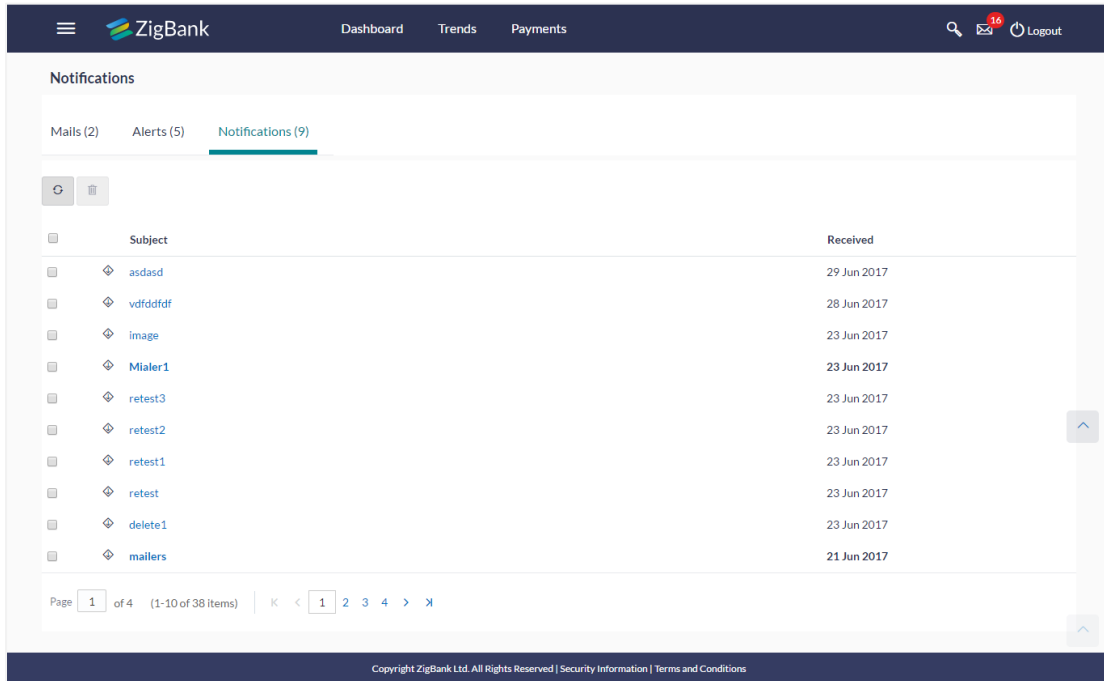 ZigBank Dashboard Trends Payments 16 Logout
Notifications
Mails (2) Alerts (5) Notifications (9)
Subject Received
asdasd 29 Jun 2017
vdfddfdf 28 Jun 2017
image 23 Jun 2017
Mialer1 23 Jun 2017
retest3 23 Jun 2017
retest2 23 Jun 2017
retest1 23 Jun 2017
retest 23 Jun 2017
delete1 23 Jun 2017
mailers 21 Jun 2017
Page 1 of 4 (1-10 of 38 items) 1 2 3 4
Copyright ZigBank Ltd. All Rights Reserved | Security Information | Terms and Conditions